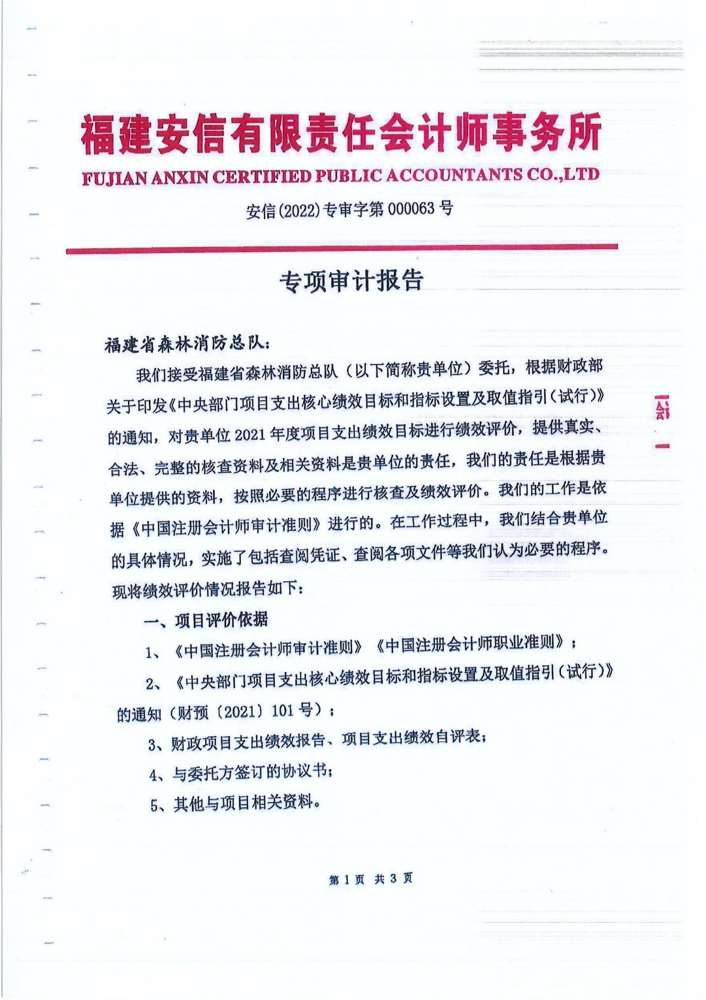 福建安信有限责任会计师事务所
FUJIAN ANXIN CERTIFIED PUBLIC ACCOUNTANTS CO.,LTD
安信(2022)专审字第 000063 号
专项审计报告
福建省森林消防总队：
我们接受福建省森林消防总队（以下简称贵单位）委托，根据财政部
关于印发《中央部门项目支出核心绩效目标和指标设置及取值指引(试行)》
的通知，对贵单位 2021 年度项目支出绩效目标进行绩效评价，提供真实、
合法、完整的核查资料及相关资料是贵单位的责任，我们的责任是根据贵
单位提供的资料，按照必要的程序进行核查及绩效评价。我们的工作是依
据《中国注册会计师审计准则》进行的。在工作过程中，我们结合贵单位
的具体情况，实施了包括查阅凭证、查阅各项文件等我们认为必要的程序。
现将绩效评价情况报告如下：
一、项目评价依据
1、《中国注册会计师审计准则》《中国注册会计师职业准则》；
2、《中央部门项目支出核心绩效目标和指标设置及取值指引(试行)》
的通知（财预〔2021〕101 号）；
3、财政项目支出绩效报告、项目支出绩效自评表；
4、与委托方签订的协议书；
5、其他与项目相关资料。
第 1 页 共 3 页